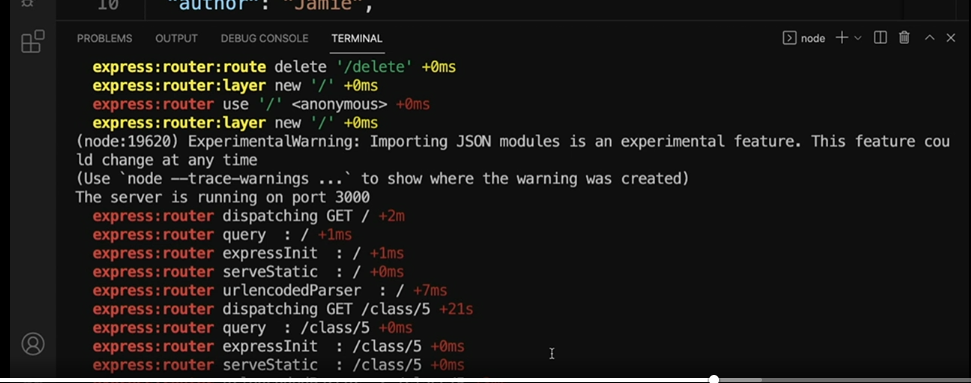 10 "author": "Jamie",
PROBLEMS OUTPUT DEBUG CONSOLE TERMINAL node
express:router:route delete '/delete' +0ms
express:router:layer new '/' +0ms
express:router use '/' <anonymous> +0ms
express:router:layer new '/' +0ms
(node:19620) ExperimentalWarning: Importing JSON modules is an experimental feature. This feature cou
ld change at any time
(Use `node --trace-warnings ...` to show where the warning was created)
The server is running on port 3000
express:router dispatching GET / +2m
express:router query  : / +1ms
express:router expressInit  : / +1ms
express:router serveStatic  : / +0ms
express:router urlencodedParser  : / +7ms
express:router dispatching GET /class/5 +21s
express:router query  : /class/5 +0ms
express:router expressInit  : /class/5 +0ms
express:router serveStatic  : /class/5 +0ms